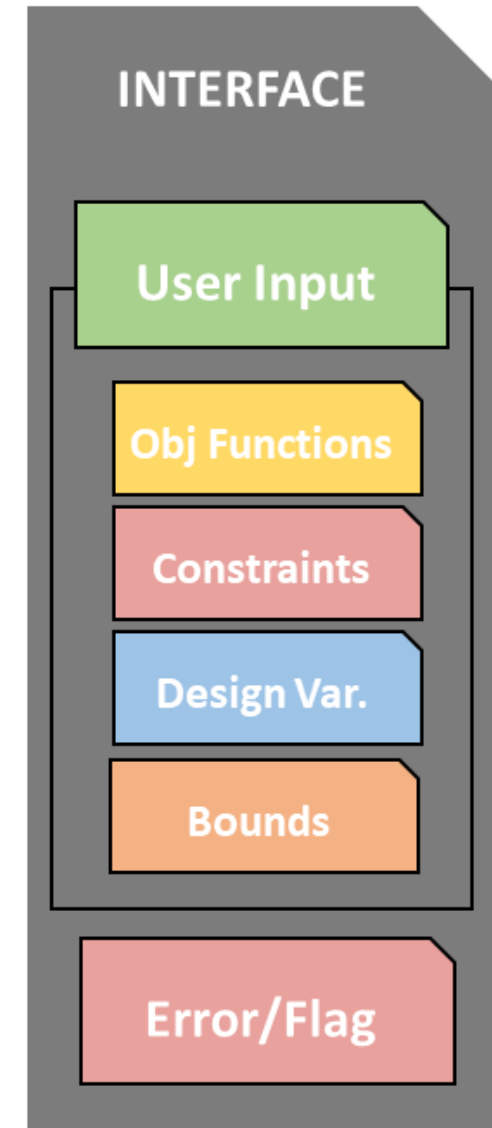 INTERFACE
User Input
Obj Functions
Constraints
Design Var.
Bounds
Error/Flag